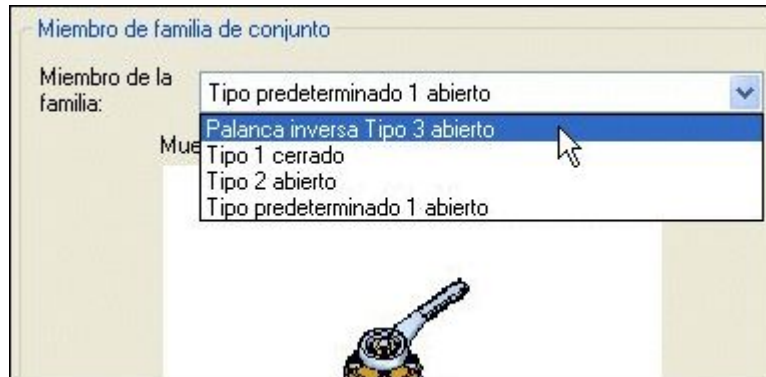 Miembro de familia de conjunto
Miembro de la
familia:
Tipo predeterminado 1 abierto
Palanca inversa Tipo 3 abierto
Tipo 1 cerrado
Tipo 2 abierto
Tipo predeterminado 1 abierto